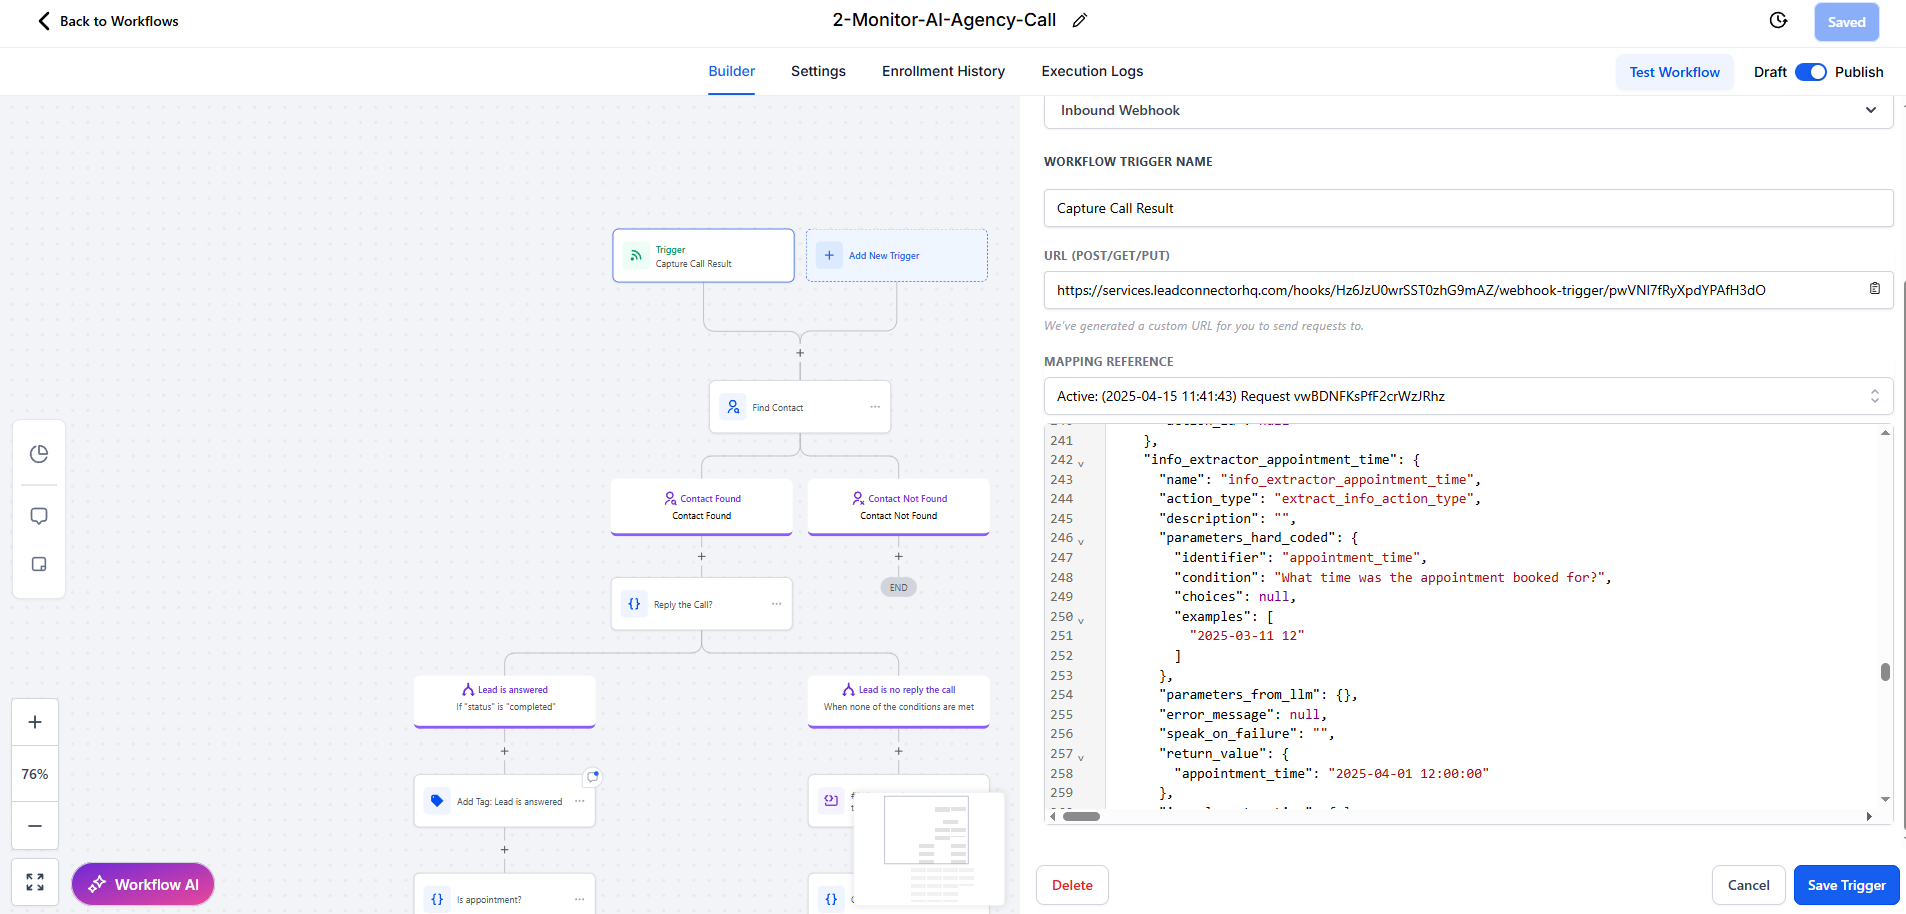 Back to Workflows
2-Monitor-AI-Agency-Call
Saved
Builder
Settings
Enrollment History
Execution Logs
Test Workflow
Draft
Publish
Trigger
Capture Call Result
Add New Trigger
Find Contact
Contact Found
Contact Found
Contact Not Found
Contact Not Found
Reply the Call?
END
Lead is answered
If "status" is "completed"
Lead is no reply the call
When none of the conditions are met
Add Tag: Lead is answered
Is appointment?
76%
Workflow AI
Inbound Webhook
WORKFLOW TRIGGER NAME
Capture Call Result
URL (POST/GET/PUT)
https://services.leadconnectorhq.com/hooks/Hz6JzU0wrSST0zhG9mAZ/webhook-trigger/pwVNI7fRyXpdYPAfH3dO
We've generated a custom URL for you to send requests to.
MAPPING REFERENCE
Active: (2025-04-15 11:41:43) Request vwBDNFKsPfF2crWzJRhz
241 },
242 "info_extractor_appointment_time": {
243 "name": "info_extractor_appointment_time",
244 "action_type": "extract_info_action_type",
245 "description": "",
246 "parameters_hard_coded": {
247 "identifier": "appointment_time",
248 "condition": "What time was the appointment booked for?",
249 "choices": null,
250 "examples": [
251 "2025-03-11 12"
252 ]
253 },
254 "parameters_from_llm": {},
255 "error_message": null,
256 "speak_on_failure": "",
257 "return_value": {
258 "appointment_time": "2025-04-01 12:00:00"
259 },
Delete
Cancel
Save Trigger